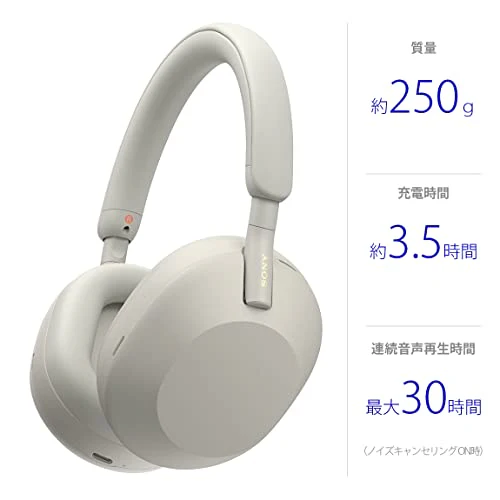 SONY
R
質量
約250g
充電時間
約3.5時間
連続音声再生時間
最大30時間
(ノイズキャンセリングON時)